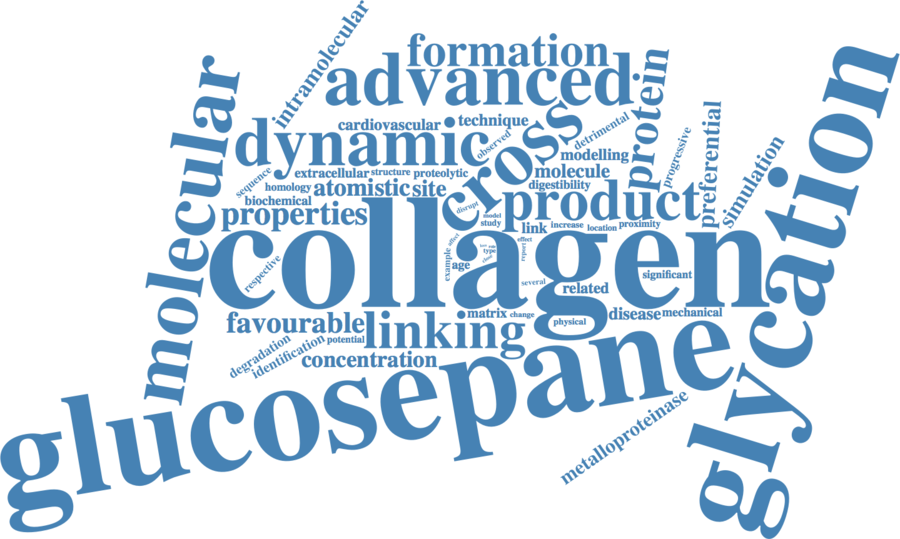 intramolecular
formation
advanced
molecular
cardiovascular
technique
dynamic
observed
cross
detrimental
protein
progressive
preferential
simulation
glycation
modelling
extracellular
structure
proteolytic
molecule
sequence
homology
atomistic
site
digestibility
biochemical
disrupt
product
properties
model
study
link
increase
location
proximity
collagen
affect
effect
type
example
age
report
respective
several
related
significant
matrix
change
physical
disease
mechanical
favourable
linking
potential
degradation
identification
concentration
glucosepane
metalloproteinase